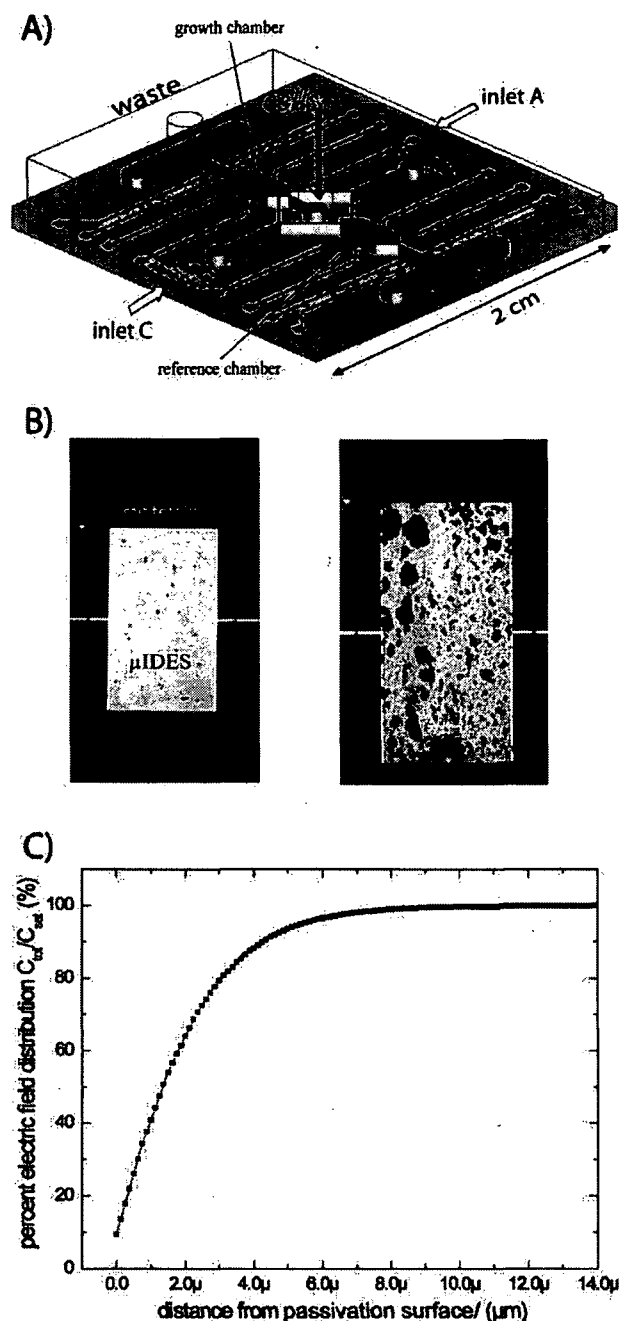 A)
growth chamber
waste
inlet A
inlet C
2 cm
reference chamber
B)
µIDES
C)
percent electric field distribution C_tot/C_sat (%)
100
80
60
40
20
0
0.0 2.0µ 4.0µ 6.0µ 8.0µ 10.0µ 12.0µ 14.0µ
distance from passivation surface/ (µm)